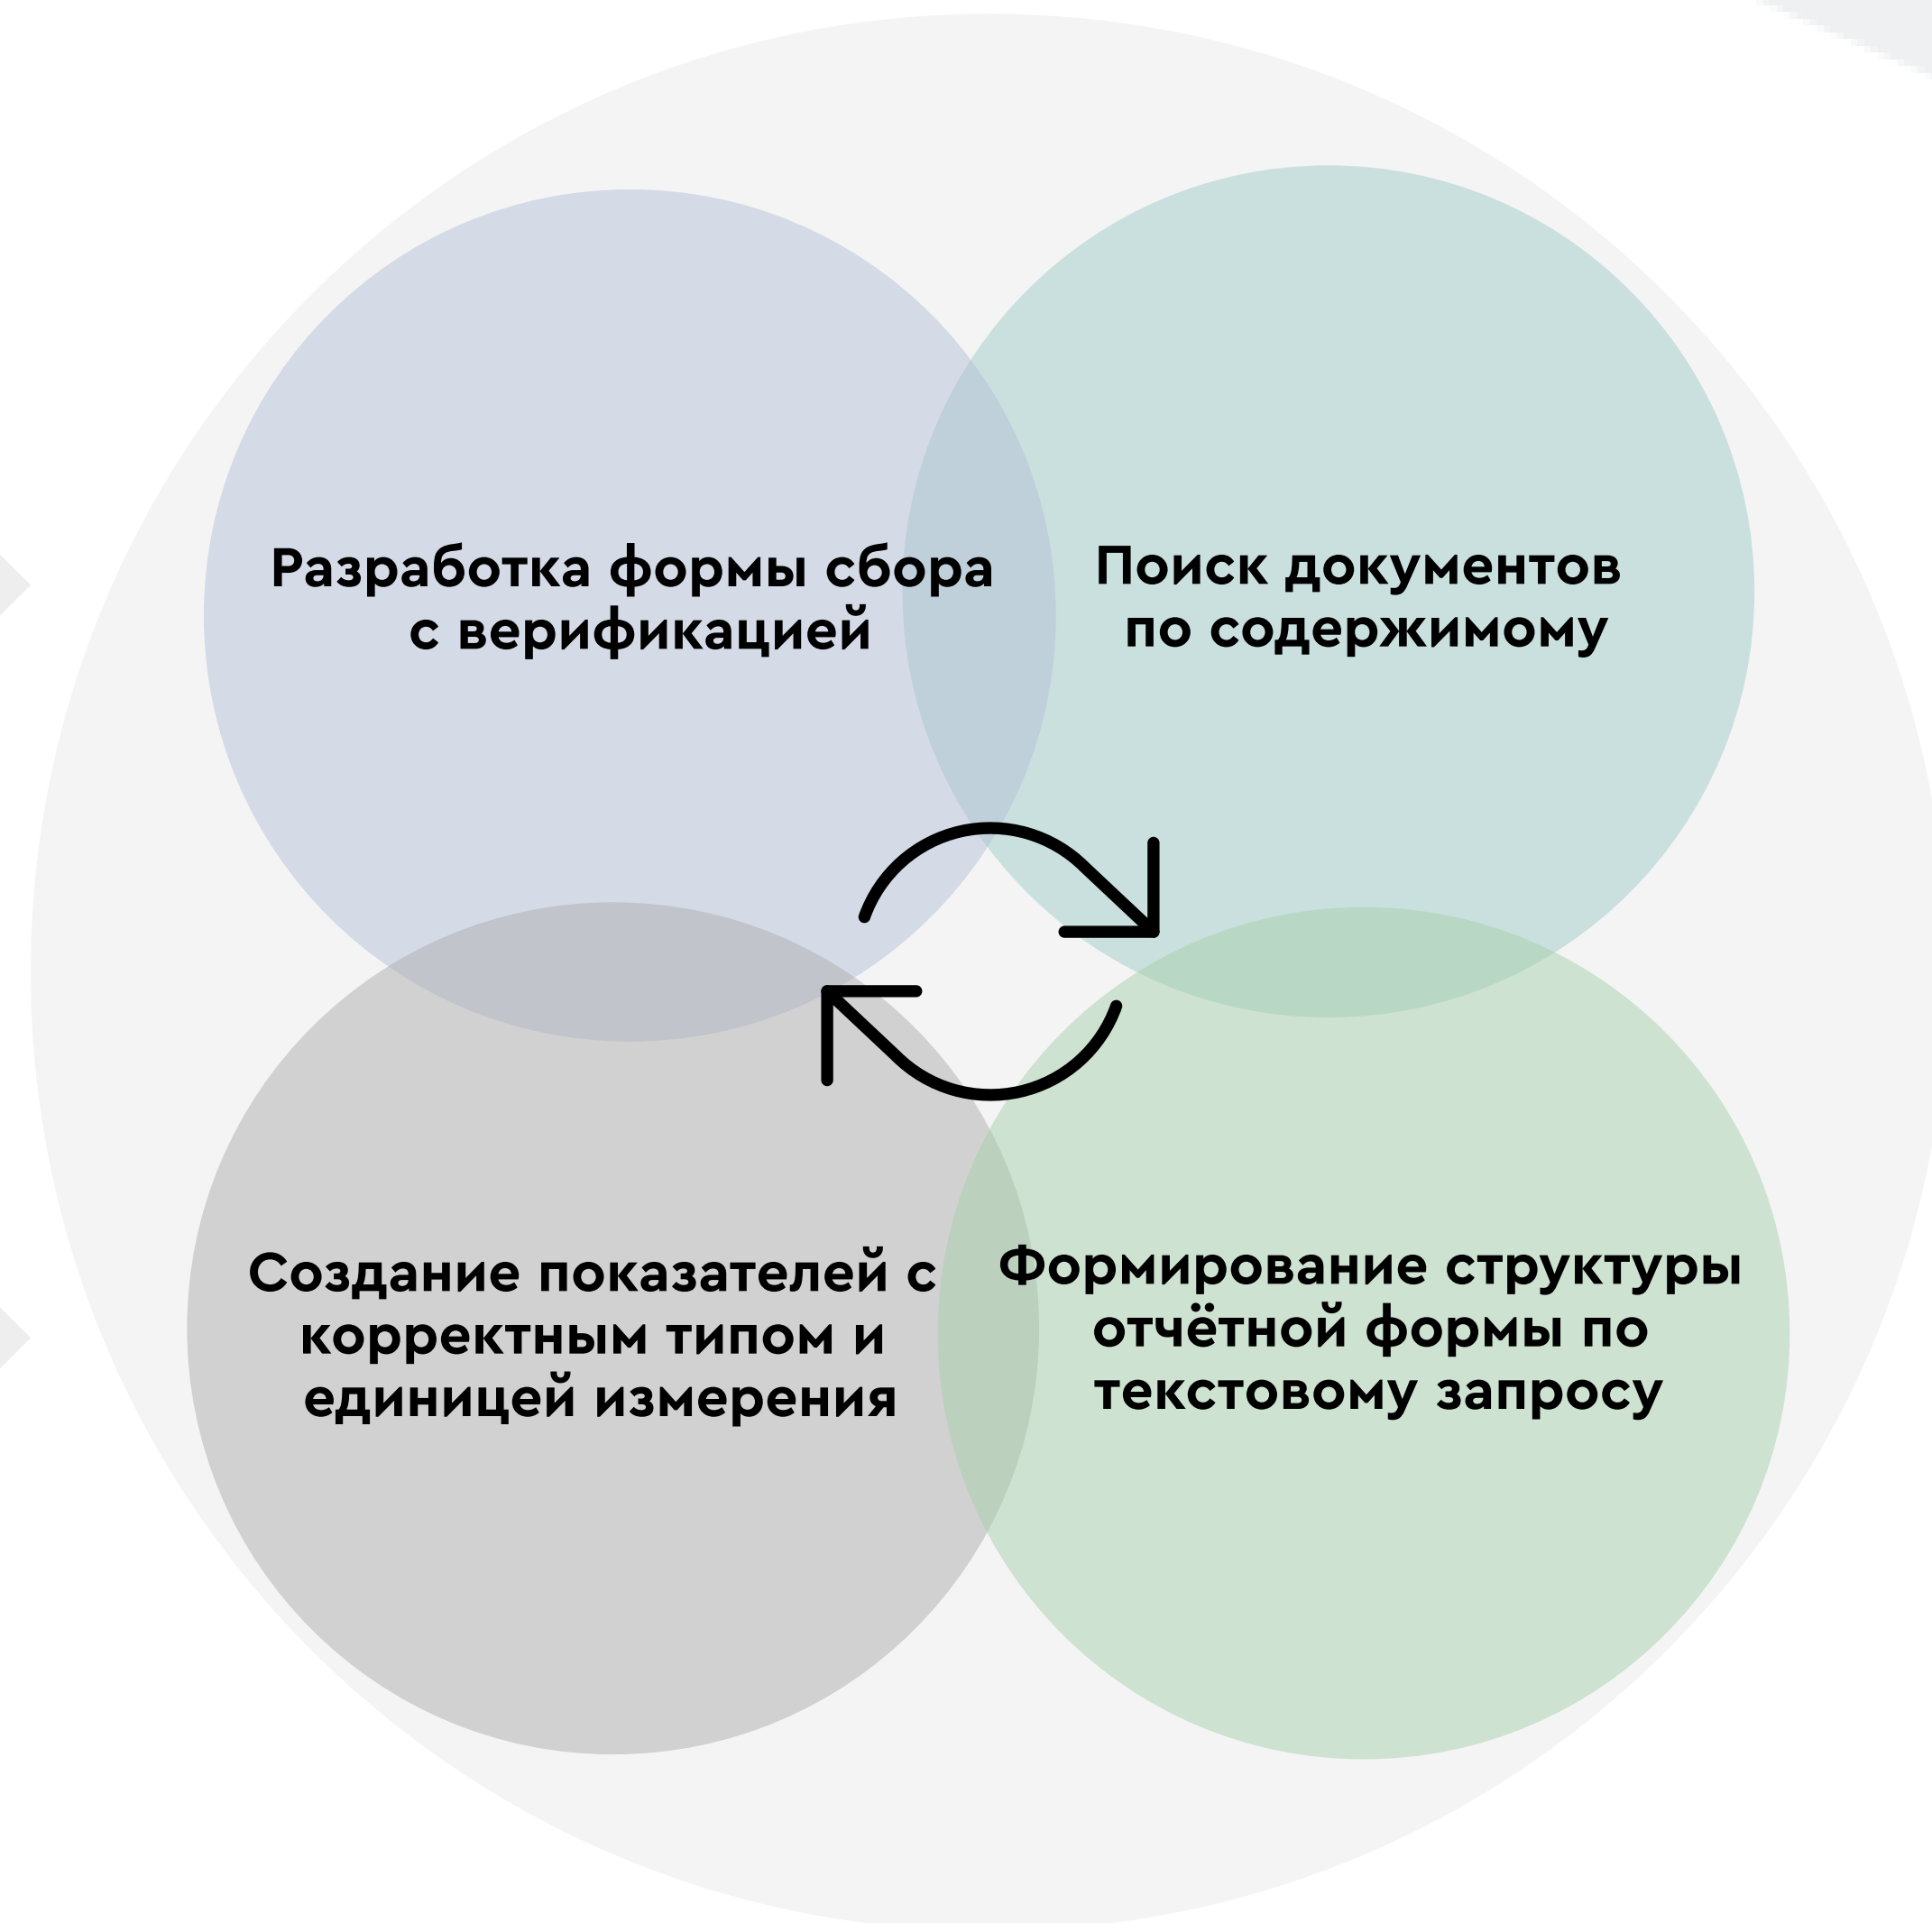 Разработка формы сбора
с верификацией
Поиск документов
по содержимому
Создание показателей с
корректным типом и
единицей измерения
Формирование структуры
отчётной формы по
текстовому запросу